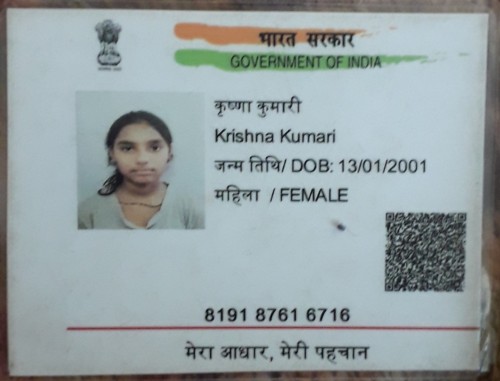 भारत सरकार
GOVERNMENT OF INDIA
कृष्णा कुमारी
Krishna Kumari
जन्म तिथि/ DOB: 13/01/2001
महिला / FEMALE
8191 8761 6716
मेरा आधार, मेरी पहचान